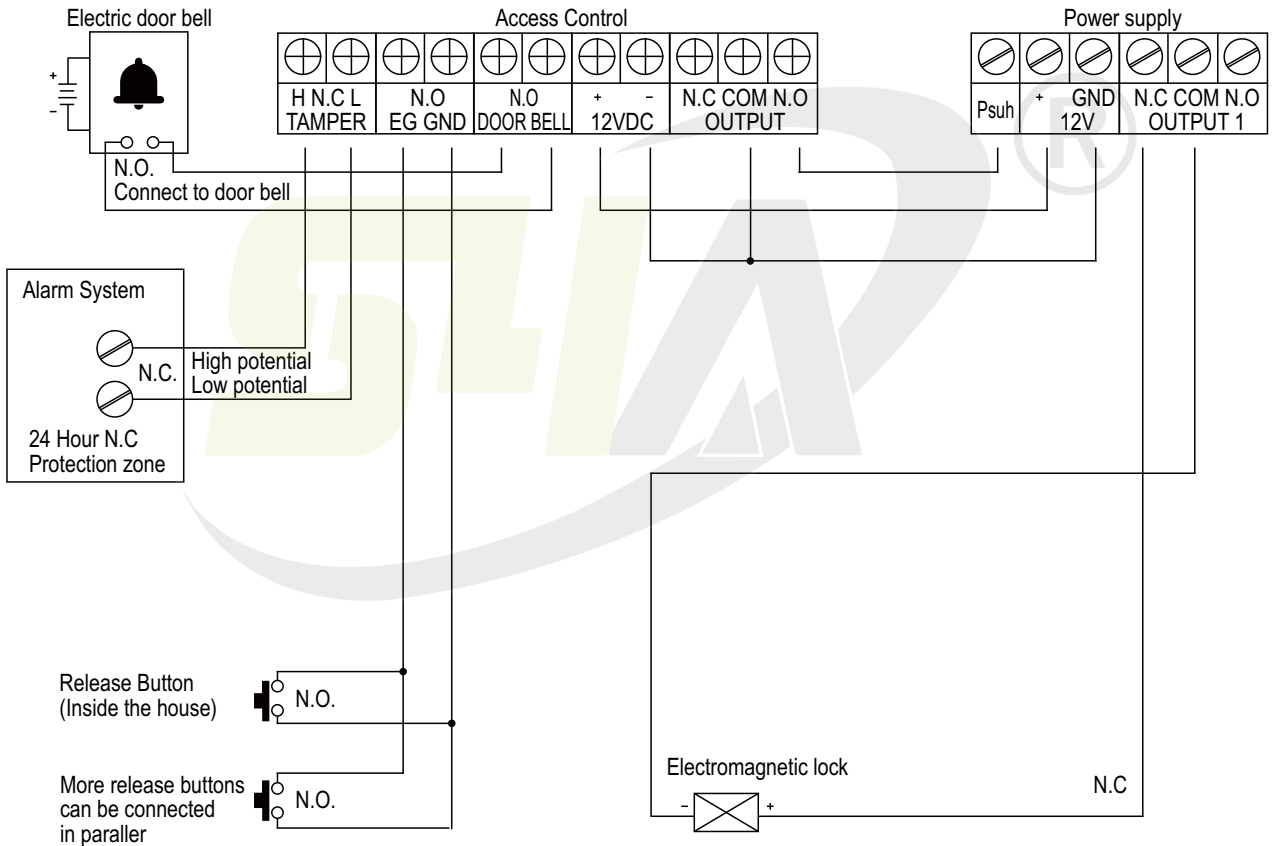 Electric door bell
Access Control
Power supply
+
−
H N.C L
TAMPER
N.O
EG GND
N.O
DOOR BELL
+ −
12VDC
N.C COM N.O
OUTPUT
Psuh
+ GND
12V
N.C COM N.O
OUTPUT 1
N.O.
Connect to door bell
Alarm System
N.C.
High potential
Low potential
24 Hour N.C
Protection zone
Release Button
(Inside the house)
N.O.
More release buttons
can be connected
in paraller
N.O.
Electromagnetic lock
− +
N.C
S4A
®